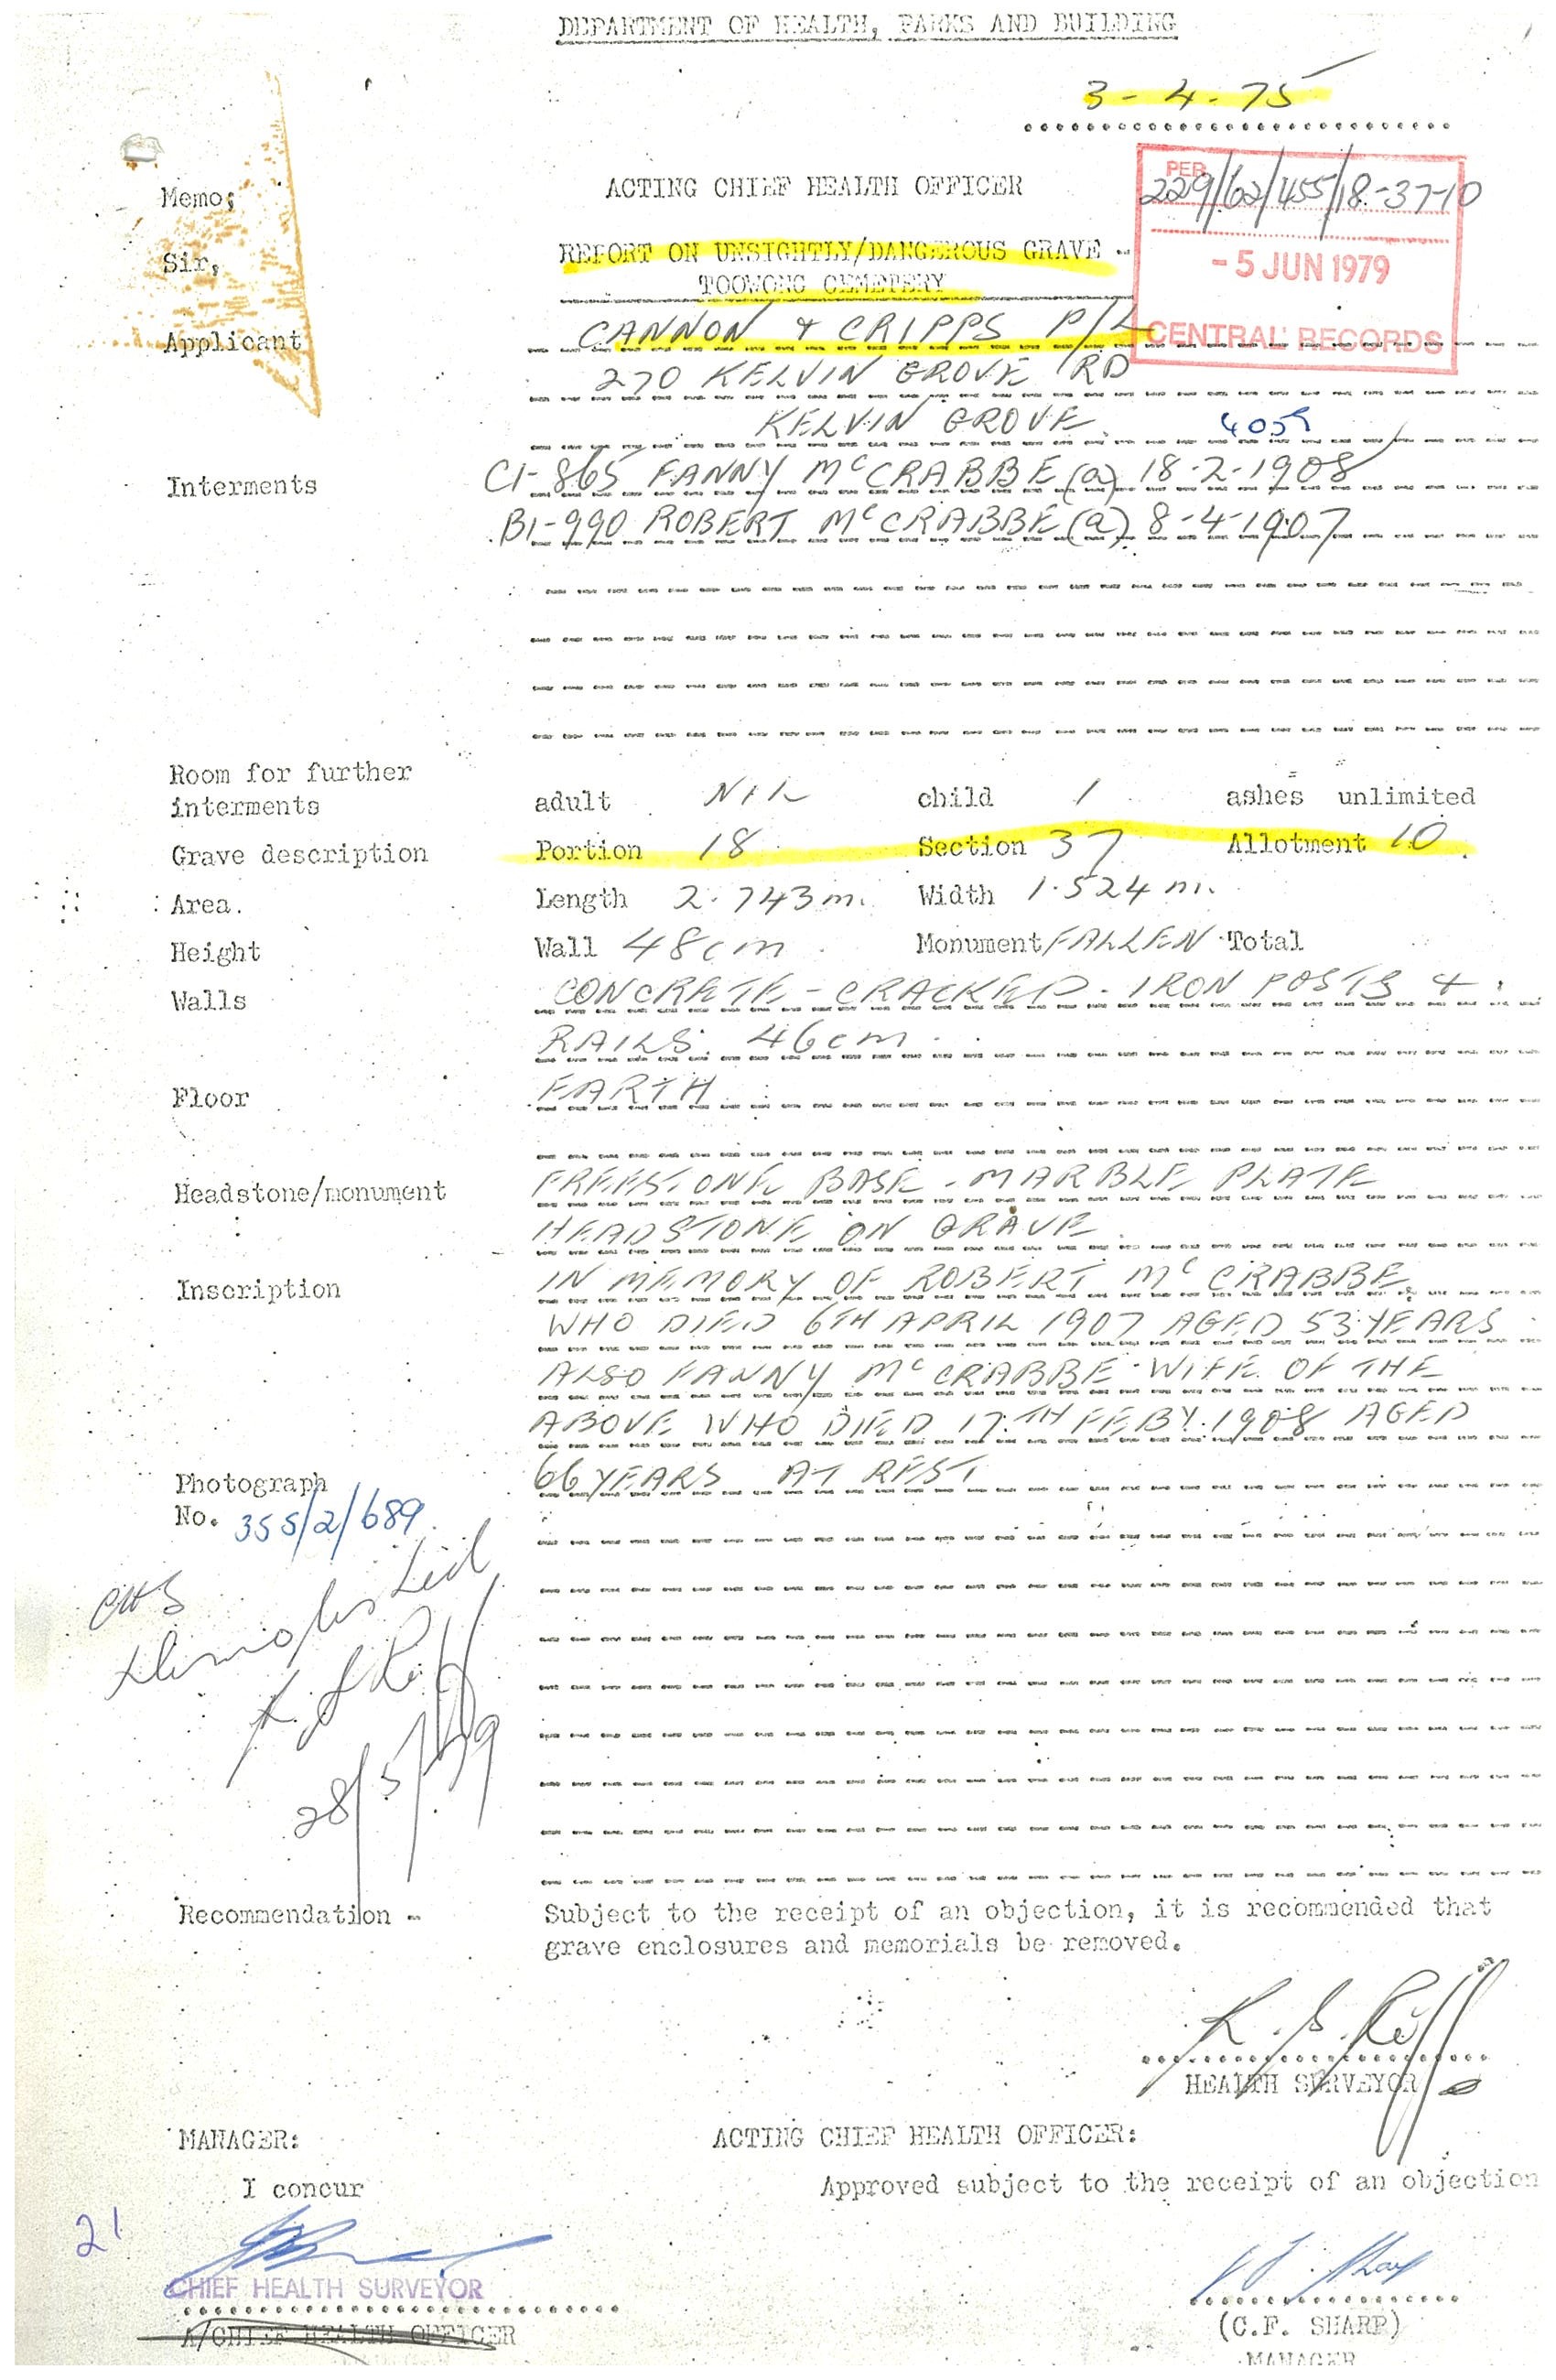 DEPARTMENT OF HEALTH, PARKS AND BUILDING
3-4-75
PEB
229/62/455/18-37-10
- 5 JUN 1979
CENTRAL RECORDS
Memo;
ACTING CHIEF HEALTH OFFICER
Sir,
REPORT ON UNSIGHTLY/DANGEROUS GRAVE -
TOOWONG CEMETERY
Applicant
CANNON & CRIPPS P/L
270 KELVIN GROVE RD
KELVIN GROVE. 4059
Interments
C1-865 FANNY McCRABBE (a) 18-2-1908
B1-990 ROBERT McCRABBE (a) 8-4-1907
Room for further
interments adult NIL child 1 ashes unlimited
Grave description Portion 18 Section 37 Allotment 10
Area. Length 2.743m. Width 1.524m.
Height Wall 48cm Monument FALLEN Total
Walls CONCRETE - CRACKED - IRON POSTS &
RAILS. 46cm
Floor EARTH
Headstone/monument FREESTONE BASE - MARBLE PLATE
HEADSTONE ON GRAVE.
Inscription IN MEMORY OF ROBERT McCRABBE
WHO DIED 6TH APRIL 1907 AGED 53 YEARS
ALSO FANNY McCRABBE WIFE OF THE
ABOVE WHO DIED 17TH FEBY. 1908 AGED
66 YEARS AT REST
Photograph
No. 355/2/689
CHS
28/5/79
Recommendation - Subject to the receipt of an objection, it is recommended that
grave enclosures and memorials be removed.
HEALTH SURVEYOR
MANAGER: ACTING CHIEF HEALTH OFFICER:
I concur Approved subject to the receipt of an objection
21
CHIEF HEALTH SURVEYOR
A/CHIEF HEALTH OFFICER
(C.F. SHARP)
MANAGER